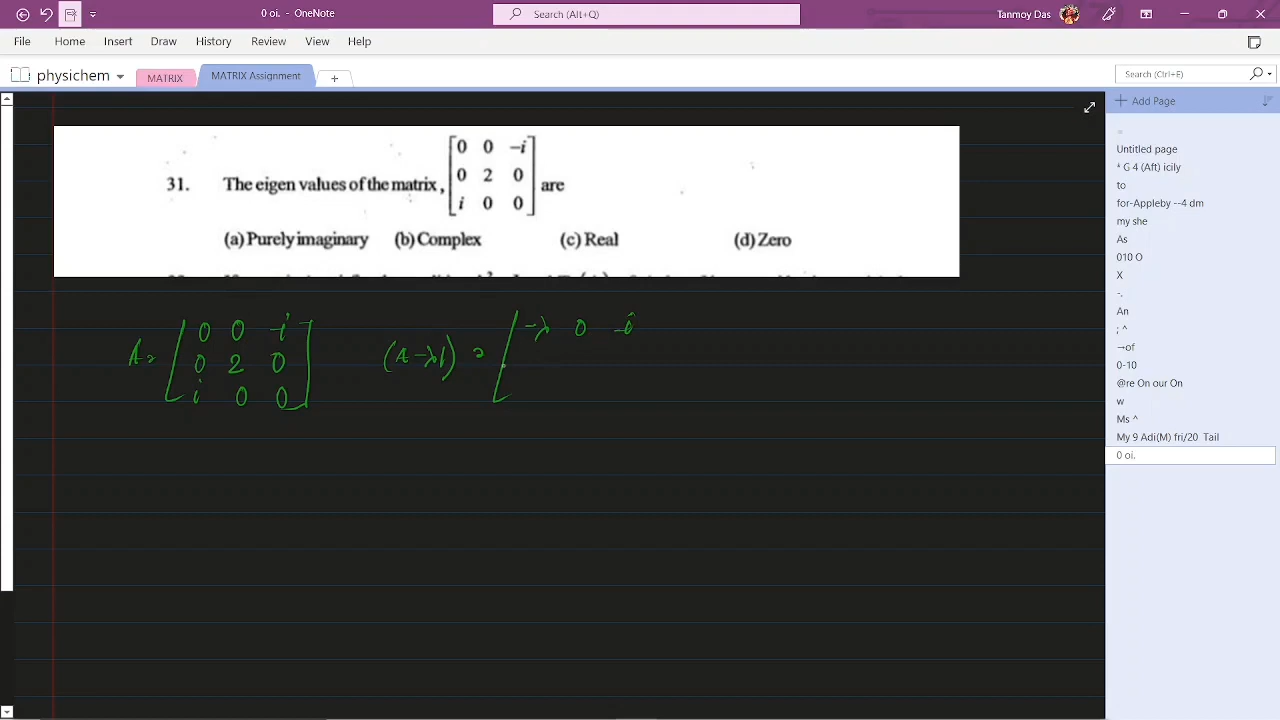 0 oi. - OneNote
Search (Alt+Q)
Tanmoy Das
File Home Insert Draw History Review View Help
physichem
MATRIX
MATRIX Assignment
+
Search (Ctrl+E)
Add Page
Untitled page
G 4 (Aft) icily
to
for-Appleby --4 dm
my she
As
010 O
X
-,
An
; ^
→of
0-10
@re On our On
w
Ms ^
My 9 Adi(M) fri/20 Tail
0 oi.
0 0 -i
31. The eigen values of the matrix, 0 2 0 are
i 0 0
(a) Purely imaginary (b) Complex (c) Real (d) Zero
0 0 -i
A = 0 2 0
i 0 0
(A - λI) =
-λ 0 -i